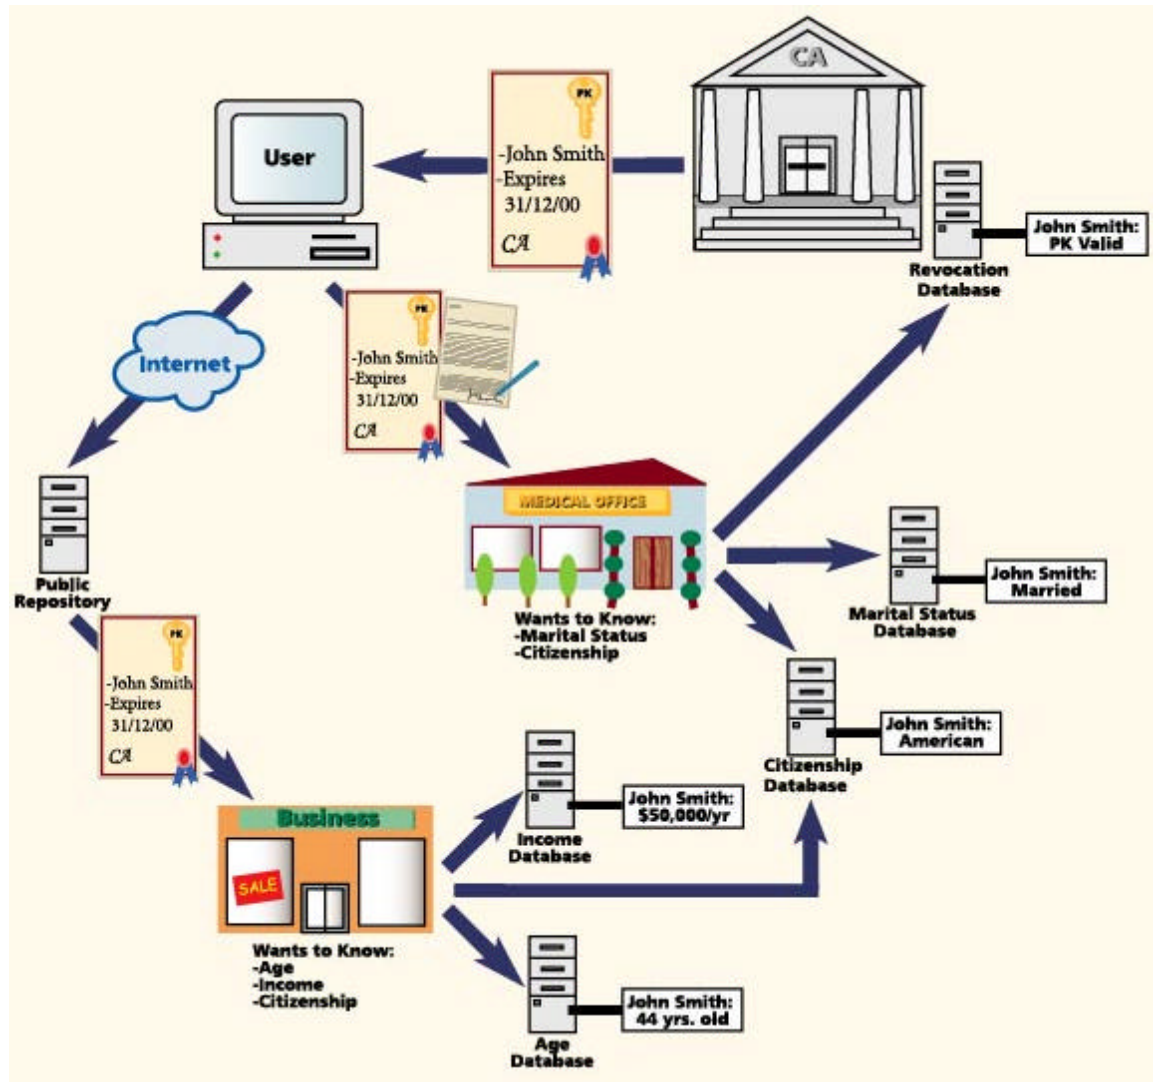 CA
PK
-John Smith
-Expires
31/12/00
CA
User
John Smith:
PK Valid
Revocation
Database
PK
-John Smith
-Expires
31/12/00
CA
Internet
MEDICAL OFFICE
Wants to Know:
-Marital Status
-Citizenship
John Smith:
Married
Marital Status
Database
Public
Repository
PK
-John Smith
-Expires
31/12/00
CA
John Smith:
American
Citizenship
Database
John Smith:
$50,000/yr
Income
Database
Business
SALE
Wants to Know:
-Age
-Income
-Citizenship
John Smith:
44 yrs. old
Age
Database